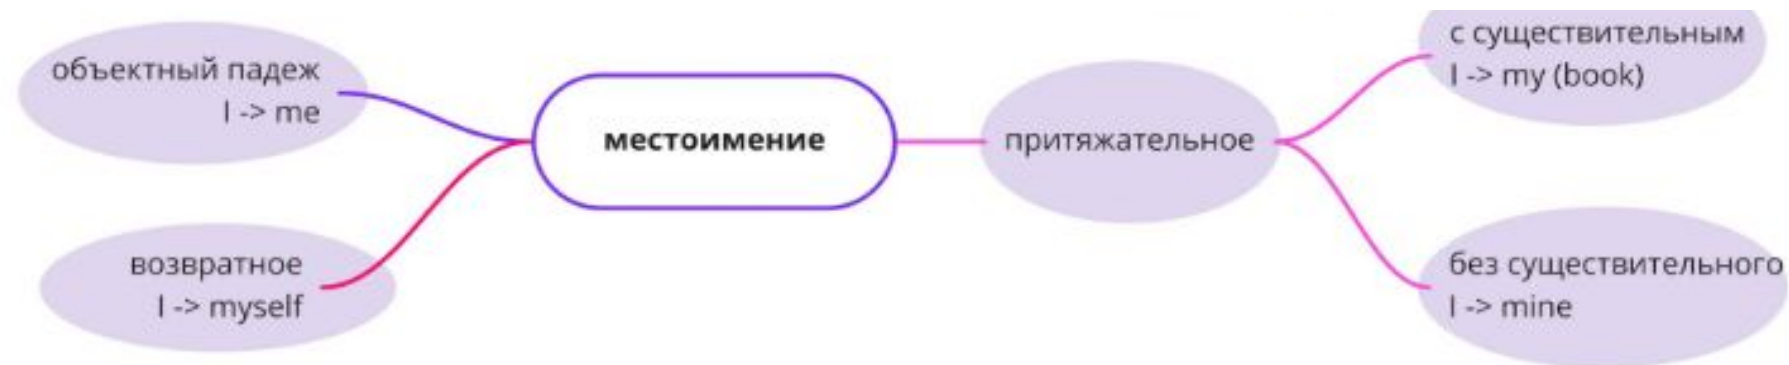 объектный падеж
I -> me
возвратное
I -> myself
местоимение
притяжательное
с существительным
I -> my (book)
без существительного
I -> mine